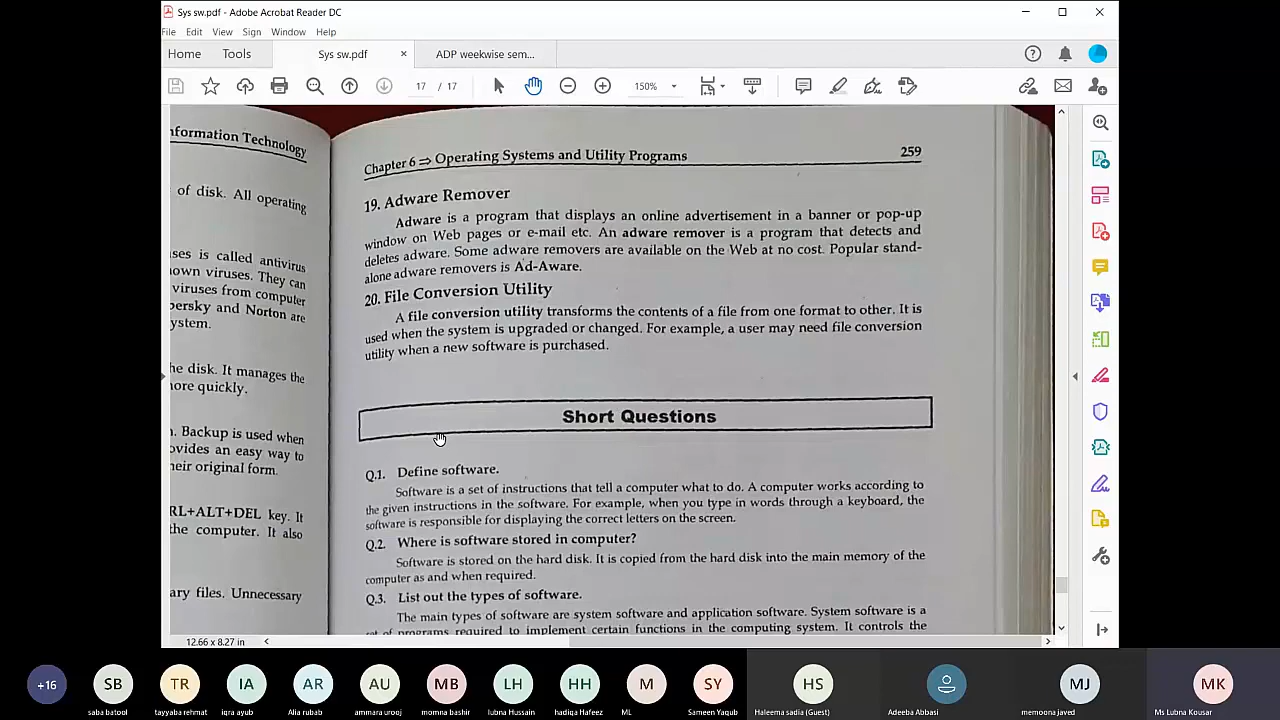 Sys sw.pdf - Adobe Acrobat Reader DC
File Edit View Sign Window Help
Home Tools Sys sw.pdf × ADP weekwise sem...
17 / 17 150%
nformation Technology
of disk. All operating
ses is called antivirus
own viruses. They can
viruses from computer
persky and Norton are
ystem.
he disk. It manages the
nore quickly.
. Backup is used when
ovides an easy way to
heir original form.
RL+ALT+DEL key. It
the computer. It also
ary files. Unnecessary
Chapter 6 ⇒ Operating Systems and Utility Programs 259
19. Adware Remover
Adware is a program that displays an online advertisement in a banner or pop-up
window on Web pages or e-mail etc. An adware remover is a program that detects and
deletes adware. Some adware removers are available on the Web at no cost. Popular stand-
alone adware removers is Ad-Aware.
20. File Conversion Utility
A file conversion utility transforms the contents of a file from one format to other. It is
used when the system is upgraded or changed. For example, a user may need file conversion
utility when a new software is purchased.
Short Questions
Q.1. Define software.
Software is a set of instructions that tell a computer what to do. A computer works according to
the given instructions in the software. For example, when you type in words through a keyboard, the
software is responsible for displaying the correct letters on the screen.
Q.2. Where is software stored in computer?
Software is stored on the hard disk. It is copied from the hard disk into the main memory of the
computer as and when required.
Q.3. List out the types of software.
The main types of software are system software and application software. System software is a
set of programs required to implement certain functions in the computing system. It controls the
12.66 x 8.27 in
+16 SB TR IA AR AU MB LH HH M SY HS MJ MK
saba batool tayyaba rehmat iqra ayub Alia rubab ammara urooj momna bashir lubna Hussain hadiqa Hafeez ML Sameen Yaqub Haleema sadia (Guest) Adeeba Abbasi memoona javed Ms Lubna Kousar